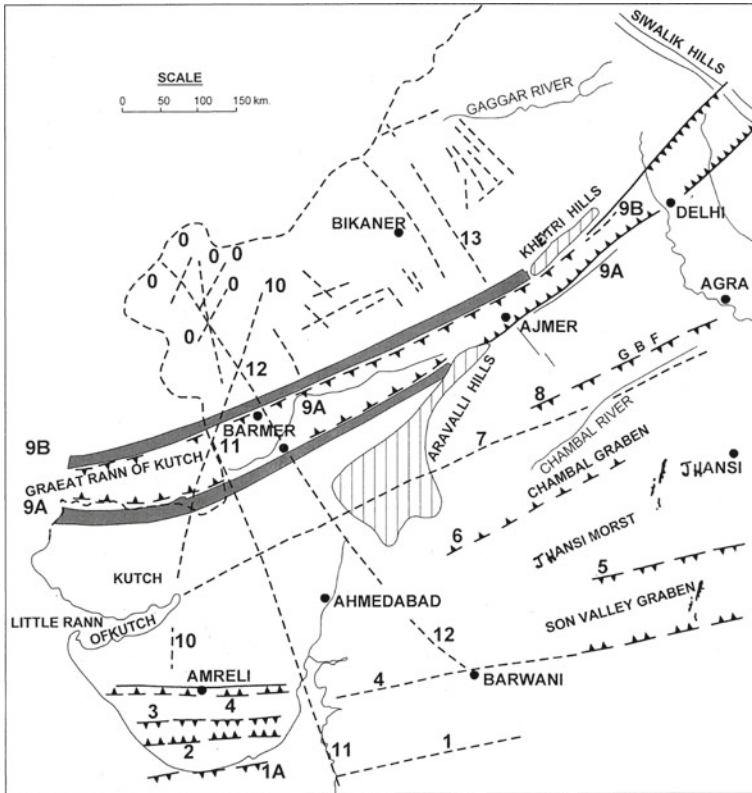 SIWALIK HILLS
SCALE
0 50 100 150 km.
GAGGAR RIVER
BIKANER
13
KHETRI HILLS
9B
DELHI
0
0
0
0
0
10
9A
AGRA
AJMER
12
G B F
9A
8
BARMER
ARAVALLI HILLS
CHAMBAL RIVER
9B
11
7
GRAEAT RANN OF KUTCH
CHAMBAL GRABEN
JHANSI
9A
6
JHANSI MORST
KUTCH
5
AHMEDABAD
LITTLE RANN
OFKUTCH
SON VALLEY GRABEN
10
12
AMRELI
4
BARWANI
3
4
2
11
1
1A